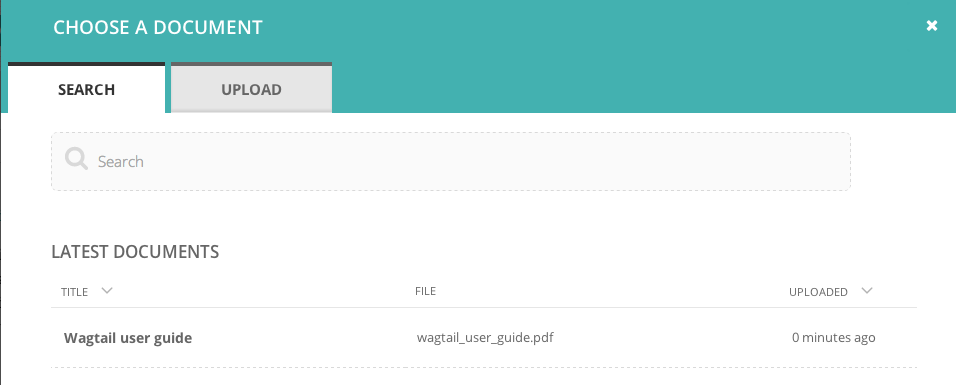 CHOOSE A DOCUMENT
SEARCH UPLOAD
Search
LATEST DOCUMENTS
TITLE FILE UPLOADED
Wagtail user guide wagtail_user_guide.pdf 0 minutes ago